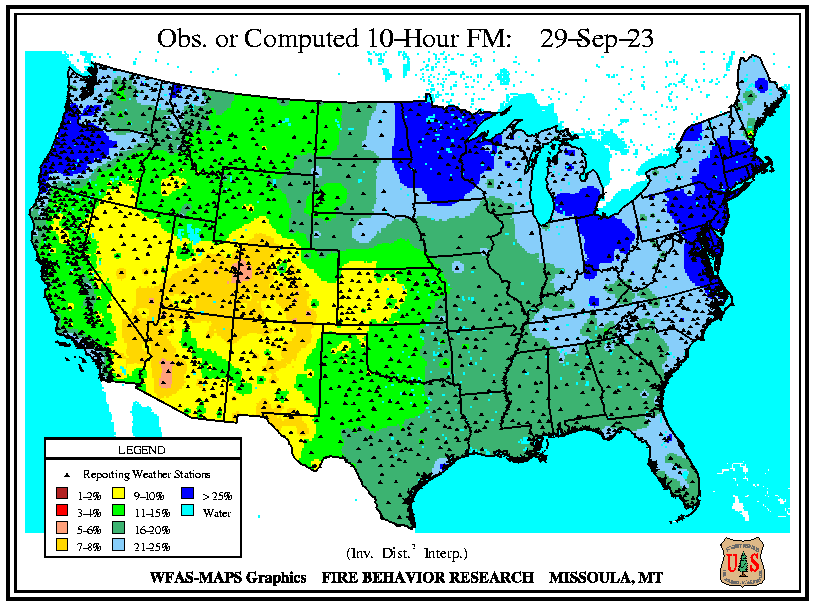 Obs. or Computed 10-Hour FM: 29-Sep-23
LEGEND
Reporting Weather Stations
1-2% 9-10% > 25%
3-4% 11-15% Water
5-6% 16-20%
7-8% 21-25%
(Inv. Dist.² Interp.)
WFAS-MAPS Graphics FIRE BEHAVIOR RESEARCH MISSOULA, MT
U S